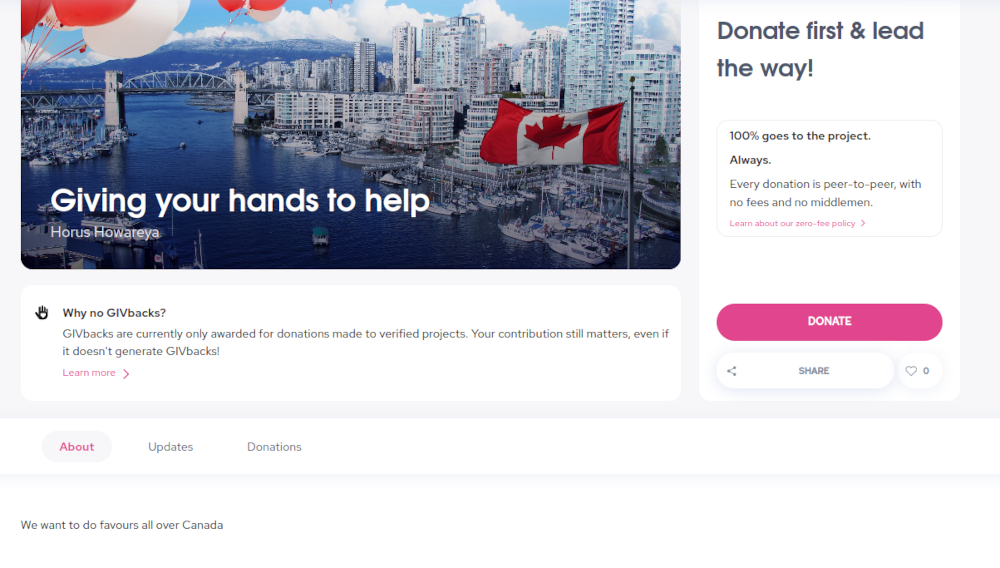 Donate first & lead
the way!
100% goes to the project.
Always.
Every donation is peer-to-peer, with
no fees and no middlemen.
Learn about our zero-fee policy
Giving your hands to help
Horus Howareya
Why no GIVbacks?
GIVbacks are currently only awarded for donations made to verified projects. Your contribution still matters, even if
it doesn't generate GIVbacks!
Learn more
DONATE
SHARE
0
About
Updates
Donations
We want to do favours all over Canada